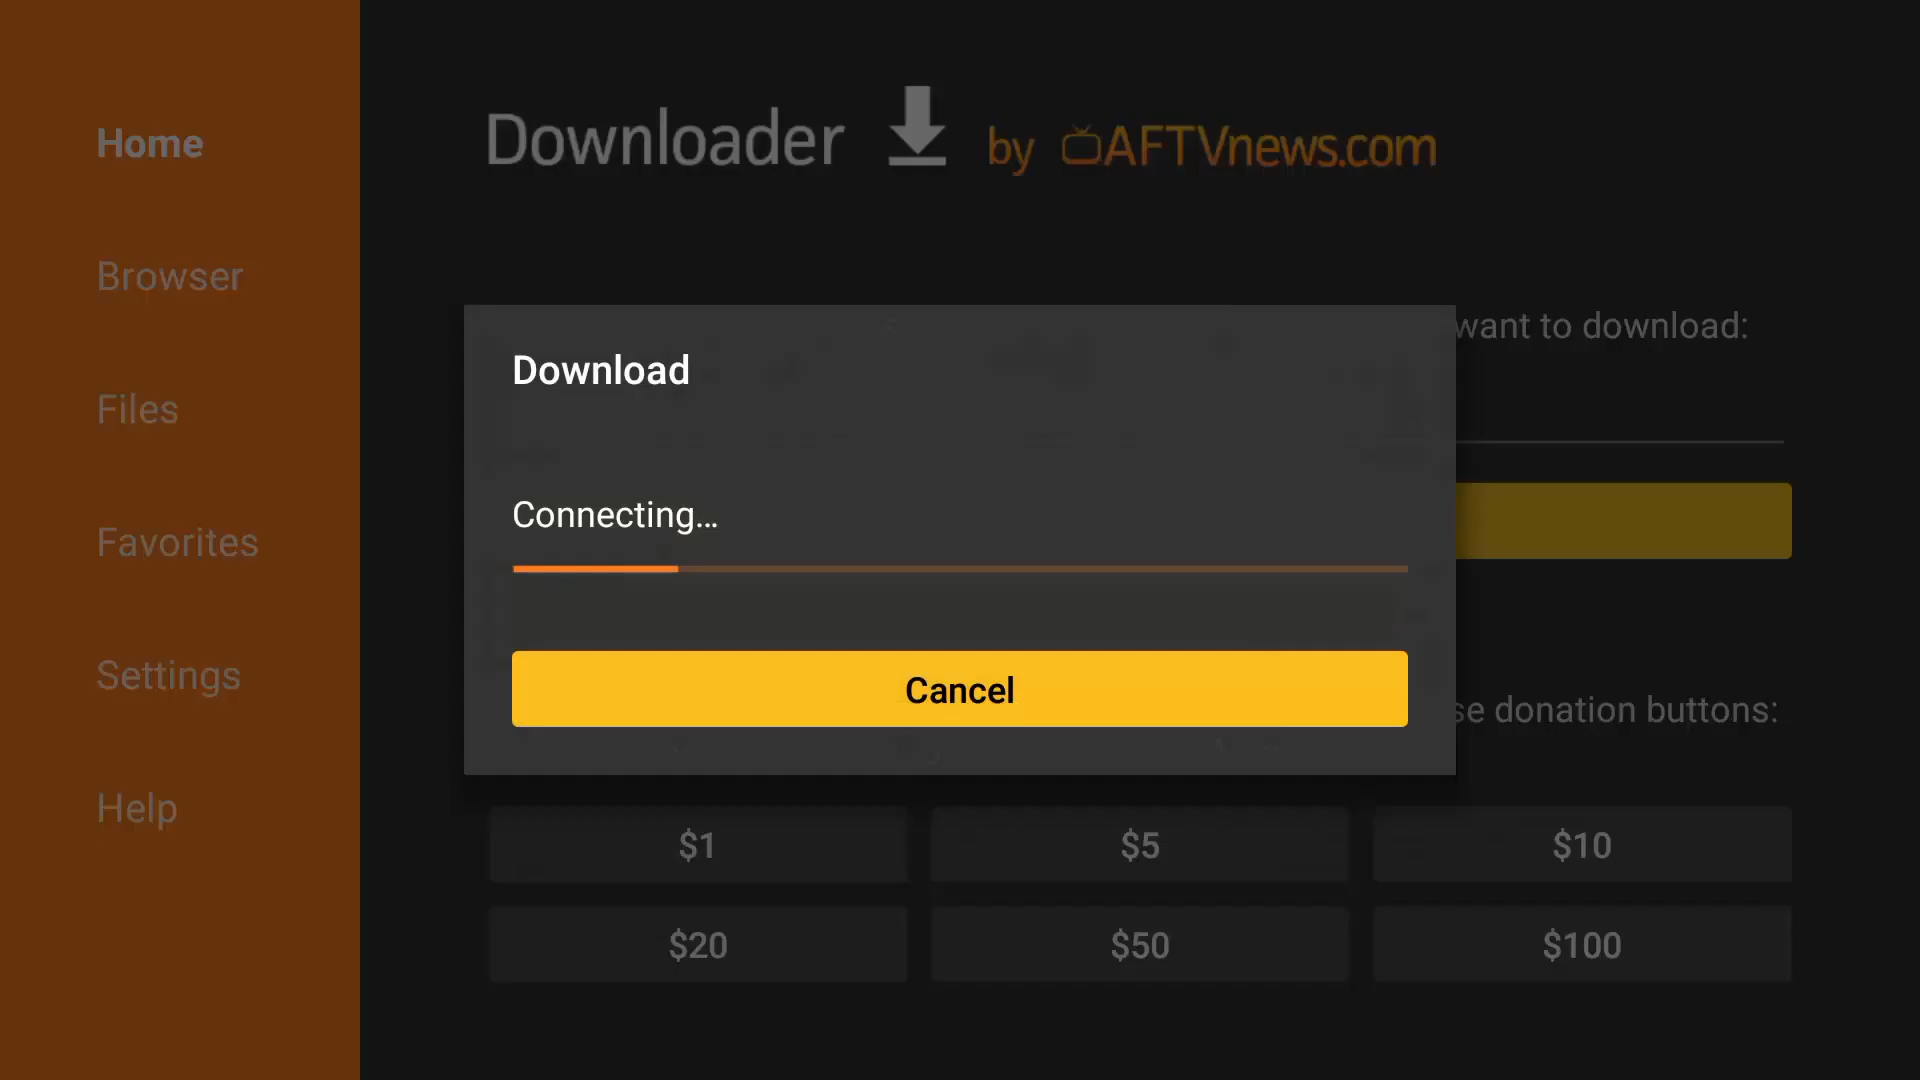 Home
Browser
Files
Favorites
Settings
Help
Downloader by AFTVnews.com
want to download:
Download
Connecting...
Cancel
se donation buttons:
$1 $5 $10
$20 $50 $100